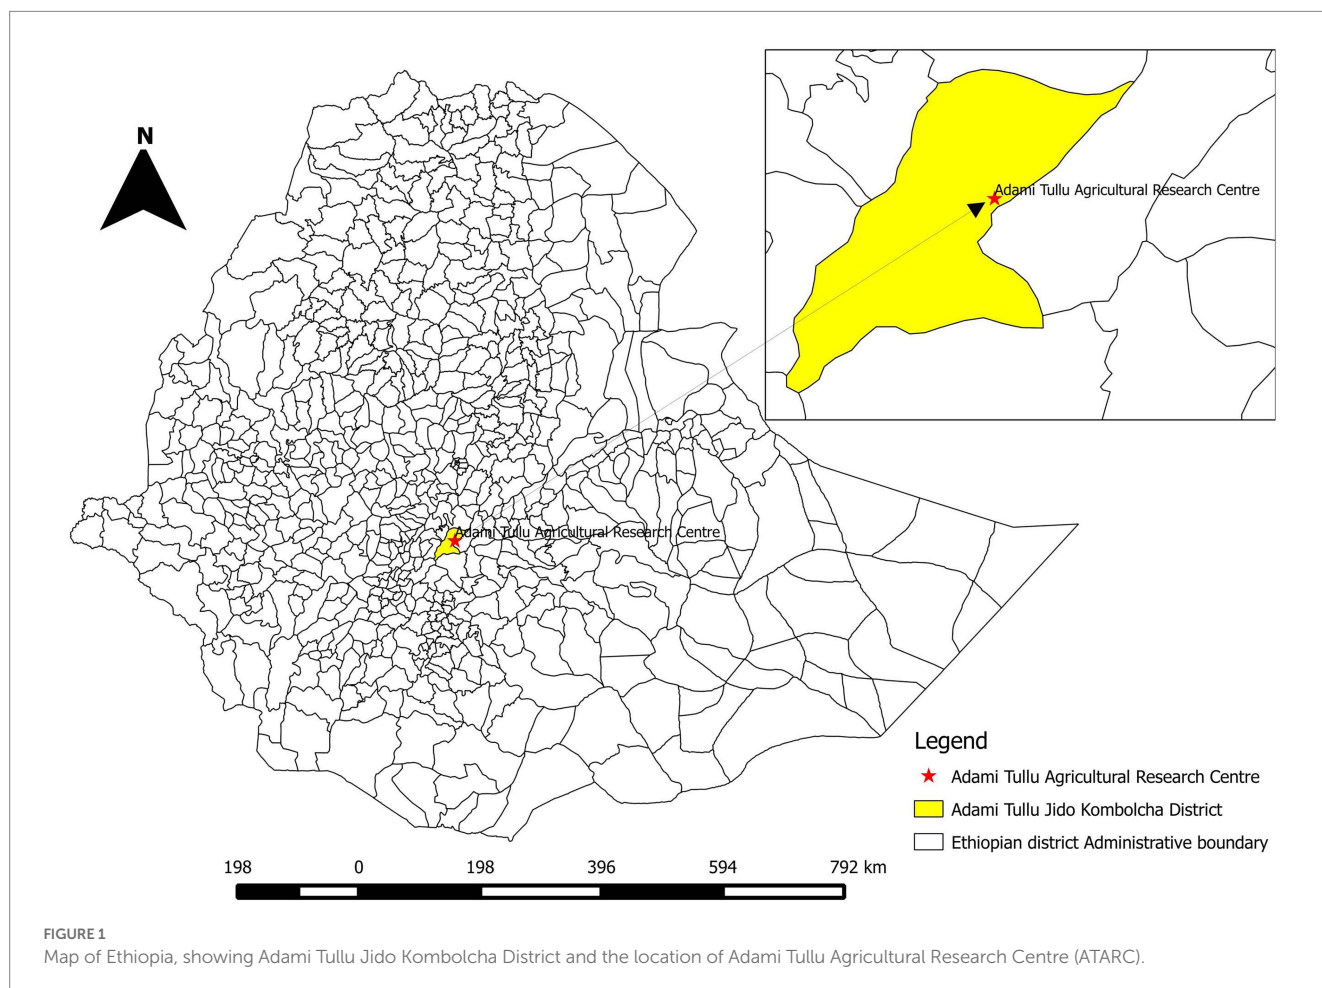 N
Adami Tullu Agricultural Research Centre
Adami Tullu Agricultural Research Centre
Legend
Adami Tullu Agricultural Research Centre
Adami Tullu Jido Kombolcha District
Ethiopian district Administrative boundary
198 0 198 396 594 792 km
FIGURE 1
Map of Ethiopia, showing Adami Tullu Jido Kombolcha District and the location of Adami Tullu Agricultural Research Centre (ATARC).